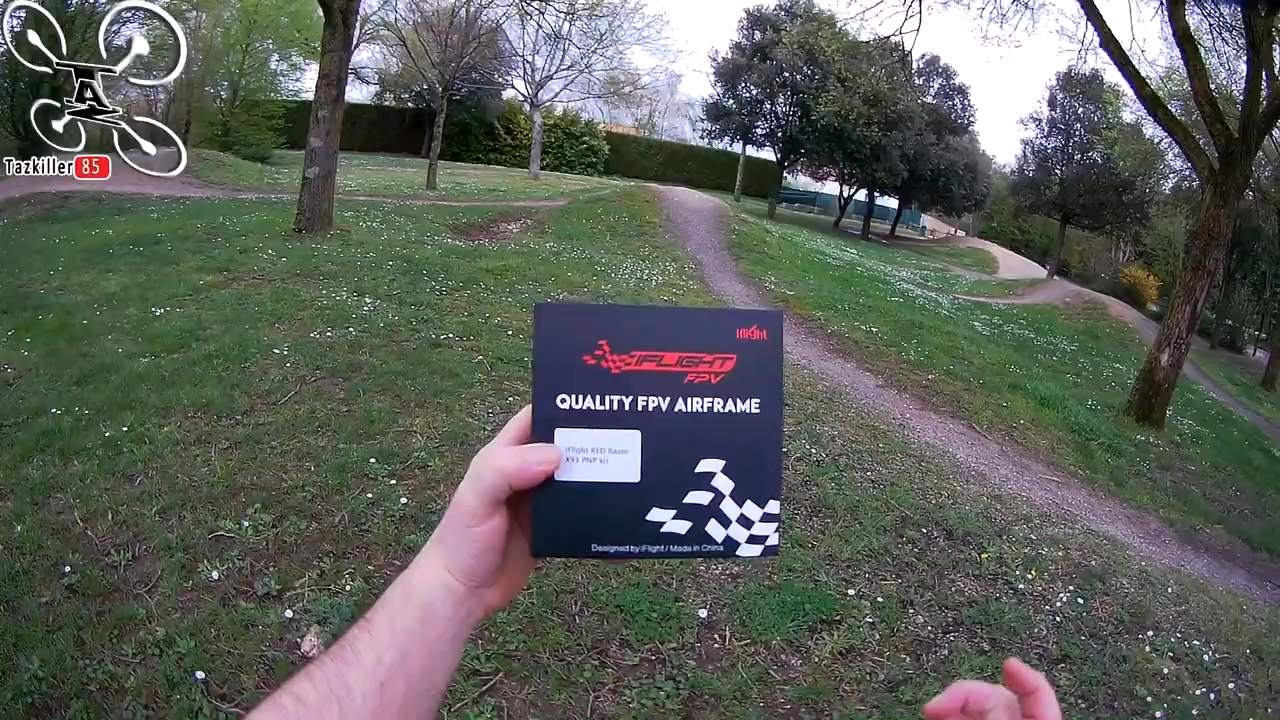 A
Tazkiller 85
iflight
IFLIGHT
FPV
QUALITY FPV AIRFRAME
iFlight RED Razor
X95 PNP kit
Designed by iFlight / Made in China